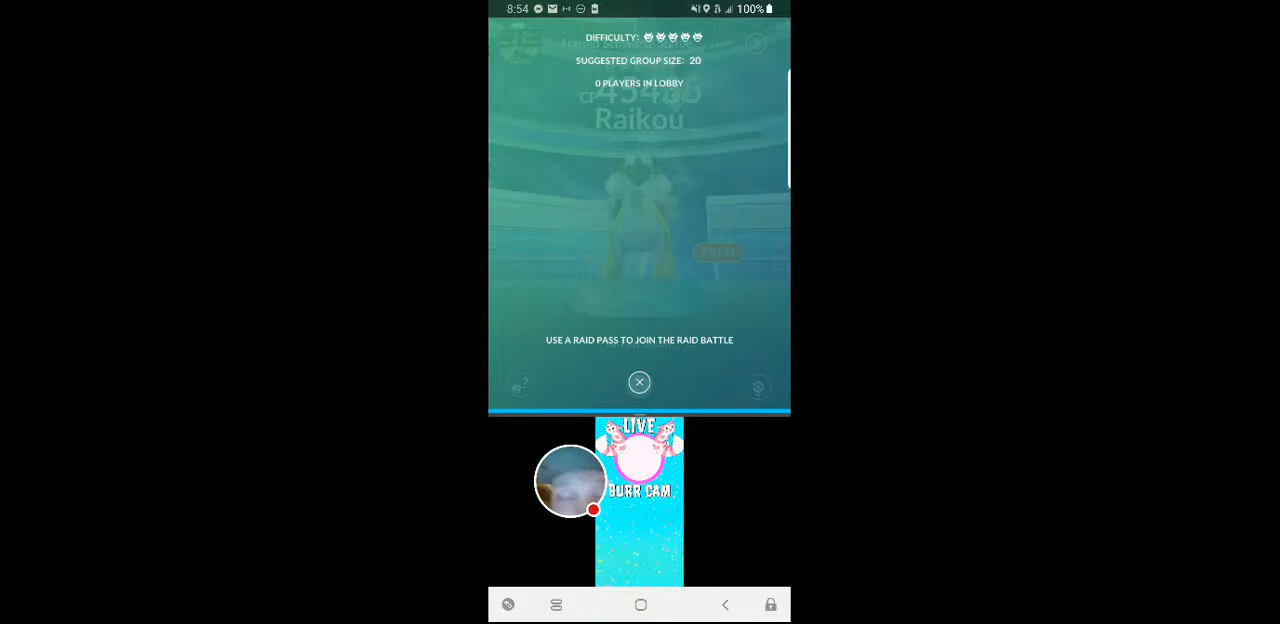 8:54 100%
DIFFICULTY:
SUGGESTED GROUP SIZE: 20
0 PLAYERS IN LOBBY
CP
Raikou
USE A RAID PASS TO JOIN THE RAID BATTLE
LIVE
BURR CAM